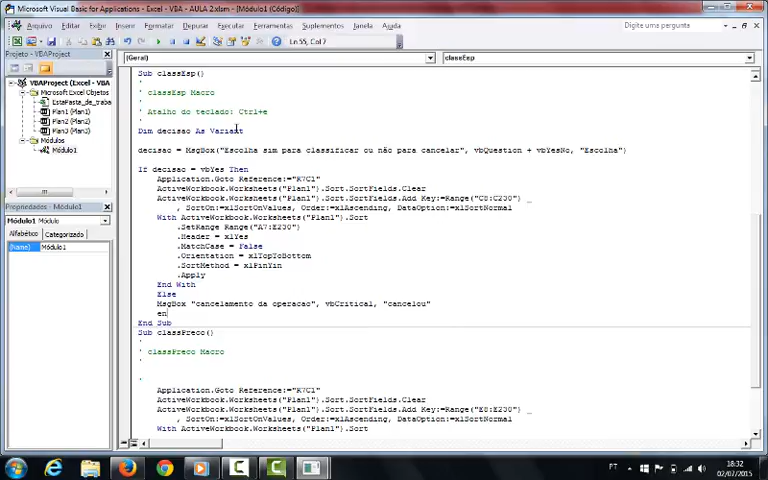 Microsoft Visual Basic for Applications - [Excel - VBA - AULA 2.xlsm - [Módulo1 (Código)]
Arquivo Editar Exibir Inserir Formatar Depurar Executar Ferramentas Suplementos Janela Ajuda
Digite uma pergunta
Ln 55, Col 7
Projeto - VBAProject
(Geral)
classEsp
VBAProject (Excel - VBA
Microsoft Excel Objetos
EstaPasta_de_traba
Plan1 (Plan1)
Plan2 (Plan2)
Plan3 (Plan3)
Módulos
Módulo1
Propriedades - Módulo1
Módulo1 Módulo
Alfabético Categorizado
(Name) Módulo1
Sub classEsp()
'
' classEsp Macro
'
' Atalho do teclado: Ctrl+e
'
Dim decisao As Variant
decisao = MsgBox("Escolha sim para classificar ou não para cancelar", vbQuestion + vbYesNo, "Escolha")
If decisao = vbYes Then
Application.Goto Reference:="R7C1"
ActiveWorkbook.Worksheets("Plan1").Sort.SortFields.Clear
ActiveWorkbook.Worksheets("Plan1").Sort.SortFields.Add Key:=Range("C8:C230") _
, SortOn:=xlSortOnValues, Order:=xlAscending, DataOption:=xlSortNormal
With ActiveWorkbook.Worksheets("Plan1").Sort
.SetRange Range("A7:E230")
.Header = xlYes
.MatchCase = False
.Orientation = xlTopToBottom
.SortMethod = xlPinYin
.Apply
End With
Else
MsgBox "cancelamento da operacao", vbCritical, "cancelou"
en
End Sub
Sub classPreco()
'
' classPreco Macro
'
'
Application.Goto Reference:="R7C1"
ActiveWorkbook.Worksheets("Plan1").Sort.SortFields.Clear
ActiveWorkbook.Worksheets("Plan1").Sort.SortFields.Add Key:=Range("E8:E230") _
, SortOn:=xlSortOnValues, Order:=xlAscending, DataOption:=xlSortNormal
With ActiveWorkbook.Worksheets("Plan1").Sort
PT
18:32
02/07/2015